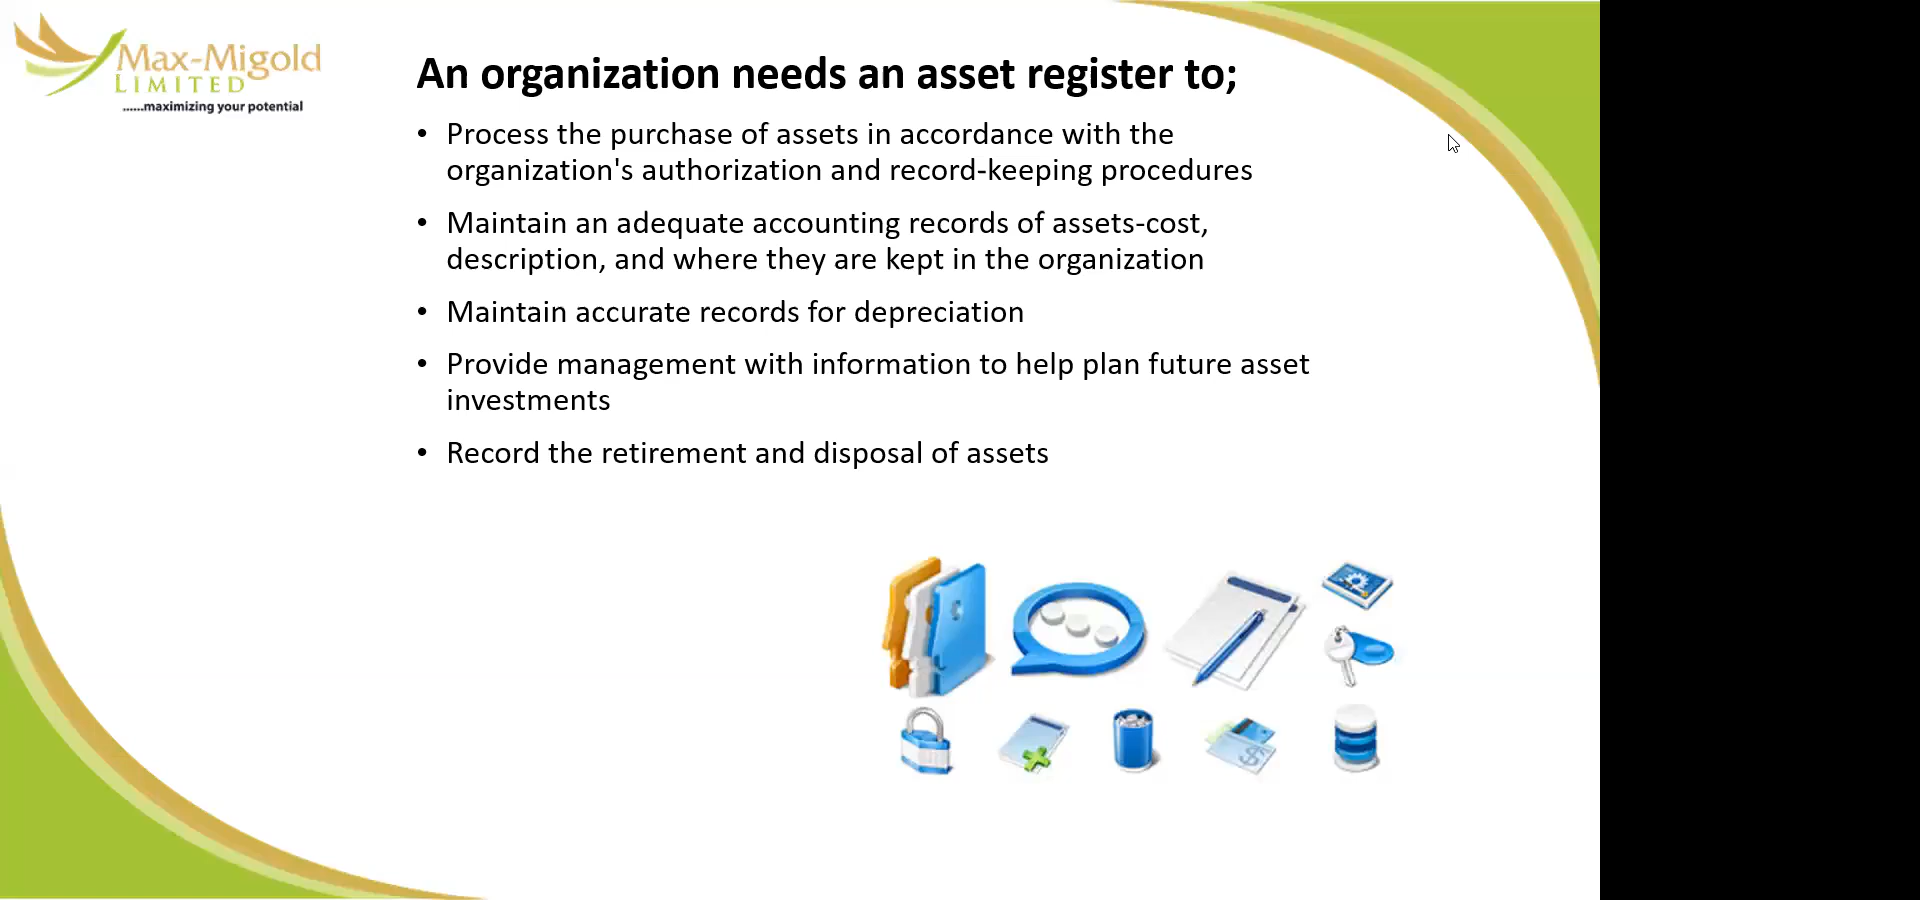 Max-Migold
LIMITED
......maximizing your potential
An organization needs an asset register to;
• Process the purchase of assets in accordance with the
organization's authorization and record-keeping procedures
• Maintain an adequate accounting records of assets-cost,
description, and where they are kept in the organization
• Maintain accurate records for depreciation
• Provide management with information to help plan future asset
investments
• Record the retirement and disposal of assets
$